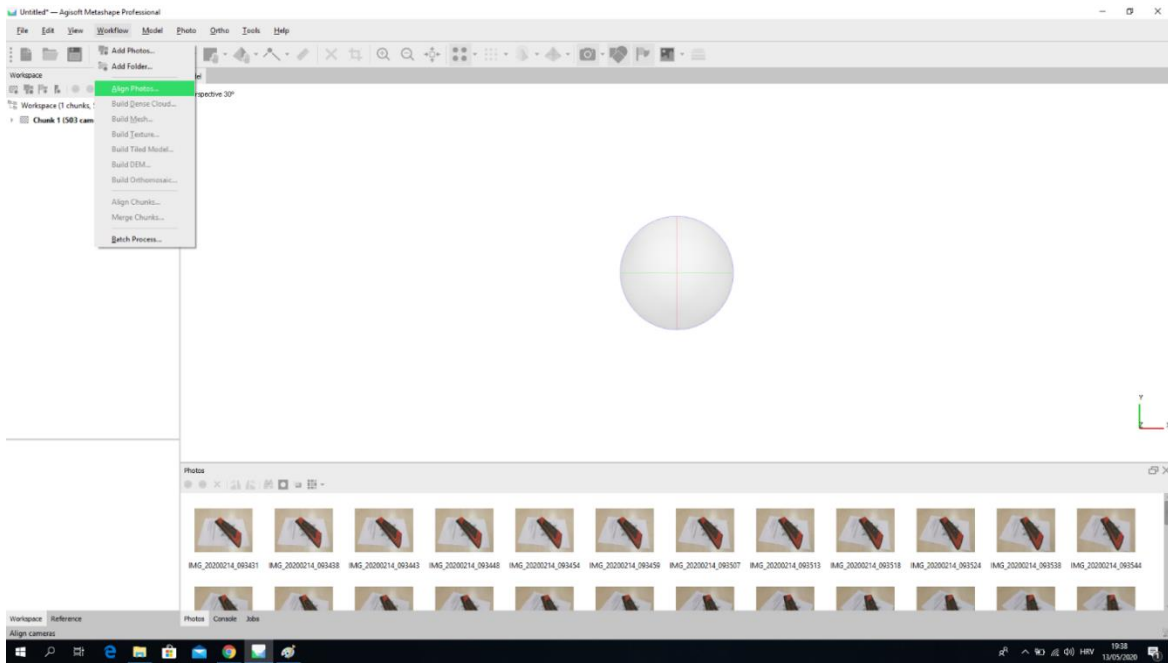 Untitled* — Agisoft Metashape Professional
File Edit View Workflow Model Photo Ortho Tools Help
Workspace
Workspace (1 chunks,
Chunk 1 (503 cam
Add Photos...
Add Folder...
Align Photos...
Build Dense Cloud...
Build Mesh...
Build Texture...
Build Tiled Model...
Build DEM...
Build Orthomosaic...
Align Chunks...
Merge Chunks...
Batch Process...
el
rspective 30°
Y
Z
Photos
IMG_20200214_093431 IMG_20200214_093438 IMG_20200214_093443 IMG_20200214_093448 IMG_20200214_093454 IMG_20200214_093459 IMG_20200214_093507 IMG_20200214_093513 IMG_20200214_093518 IMG_20200214_093524 IMG_20200214_093538 IMG_20200214_093544
Workspace Reference
Photos Console Jobs
Align cameras
HRV
19:38
13/05/2020